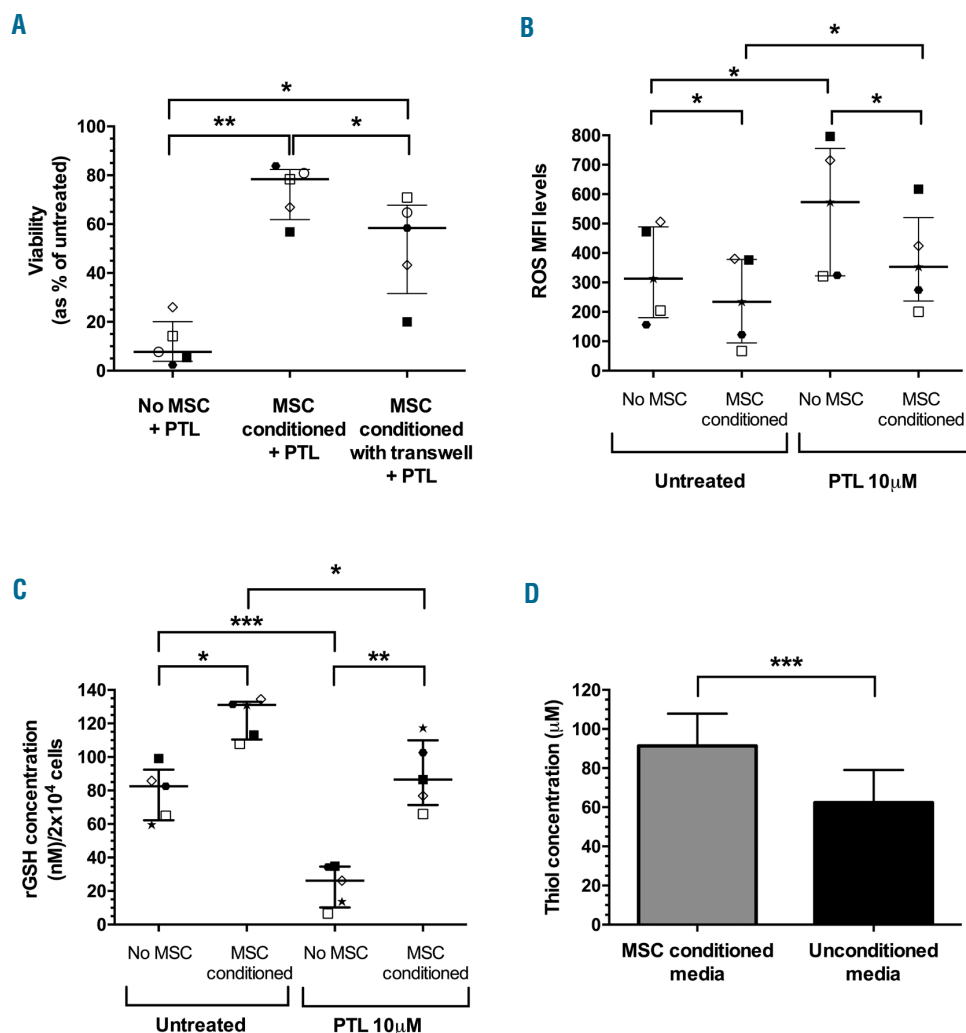 A
*
**
*
Viability
(as % of untreated)
100
80
60
40
20
0
No MSC
+ PTL
MSC
conditioned
+ PTL
MSC
conditioned
with transwell
+ PTL
B
*
*
*
*
ROS MFI levels
800
700
600
500
400
300
200
100
0
No MSC
MSC
conditioned
No MSC
MSC
conditioned
Untreated
PTL 10μM
C
*
***
*
**
rGSH concentration
(nM)/2x10⁴ cells
140
120
100
80
60
40
20
0
No MSC
MSC
conditioned
No MSC
MSC
conditioned
Untreated
PTL 10μM
D
***
Thiol concentration (μM)
140
120
100
80
60
40
20
0
MSC conditioned
media
Unconditioned
media